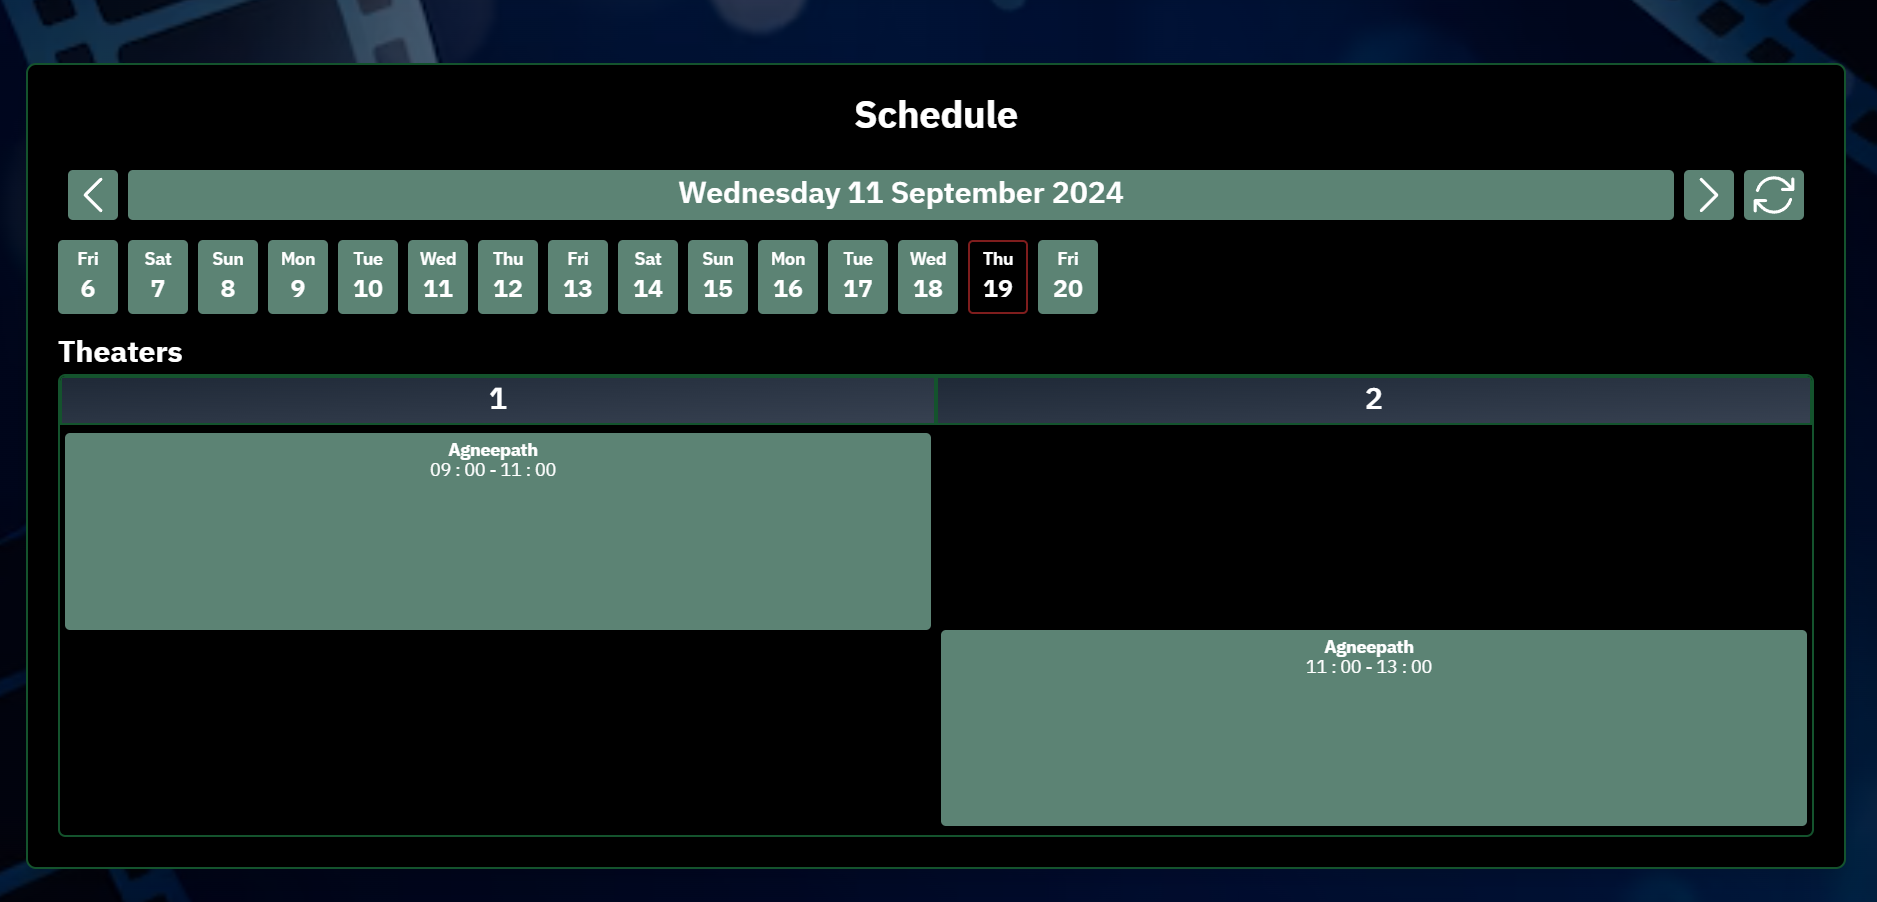 Schedule
Wednesday 11 September 2024
Fri Sat Sun Mon Tue Wed Thu Fri Sat Sun Mon Tue Wed Thu Fri
6 7 8 9 10 11 12 13 14 15 16 17 18 19 20
Theaters
1 2
Agneepath
09 : 00 - 11 : 00
Agneepath
11 : 00 - 13 : 00